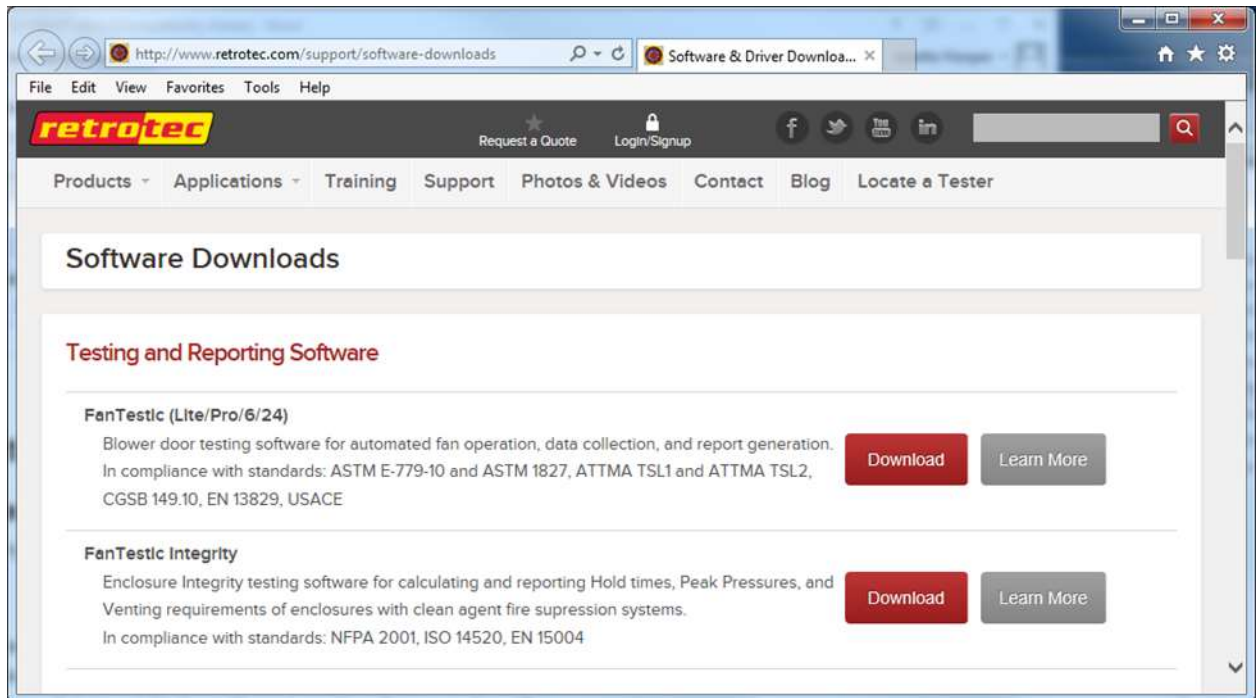 http://www.retrotec.com/support/software-downloads
Software & Driver Downloa...
File Edit View Favorites Tools Help
retrotec
Request a Quote Login/Signup
Products Applications Training Support Photos & Videos Contact Blog Locate a Tester
Software Downloads
Testing and Reporting Software
FanTestic (Lite/Pro/6/24)
Blower door testing software for automated fan operation, data collection, and report generation.
In compliance with standards: ASTM E-779-10 and ASTM 1827, ATTMA TSL1 and ATTMA TSL2,
CGSB 149.10, EN 13829, USACE
Download Learn More
FanTestic Integrity
Enclosure Integrity testing software for calculating and reporting Hold times, Peak Pressures, and
Venting requirements of enclosures with clean agent fire supression systems.
In compliance with standards: NFPA 2001, ISO 14520, EN 15004
Download Learn More